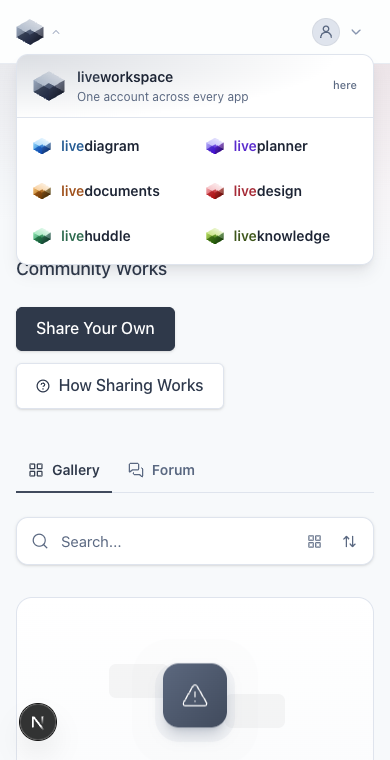 liveworkspace
One account across every app
here
livediagram
liveplanner
livedocuments
livedesign
livehuddle
liveknowledge
Community Works
Share Your Own
How Sharing Works
Gallery
Forum
Search...
N